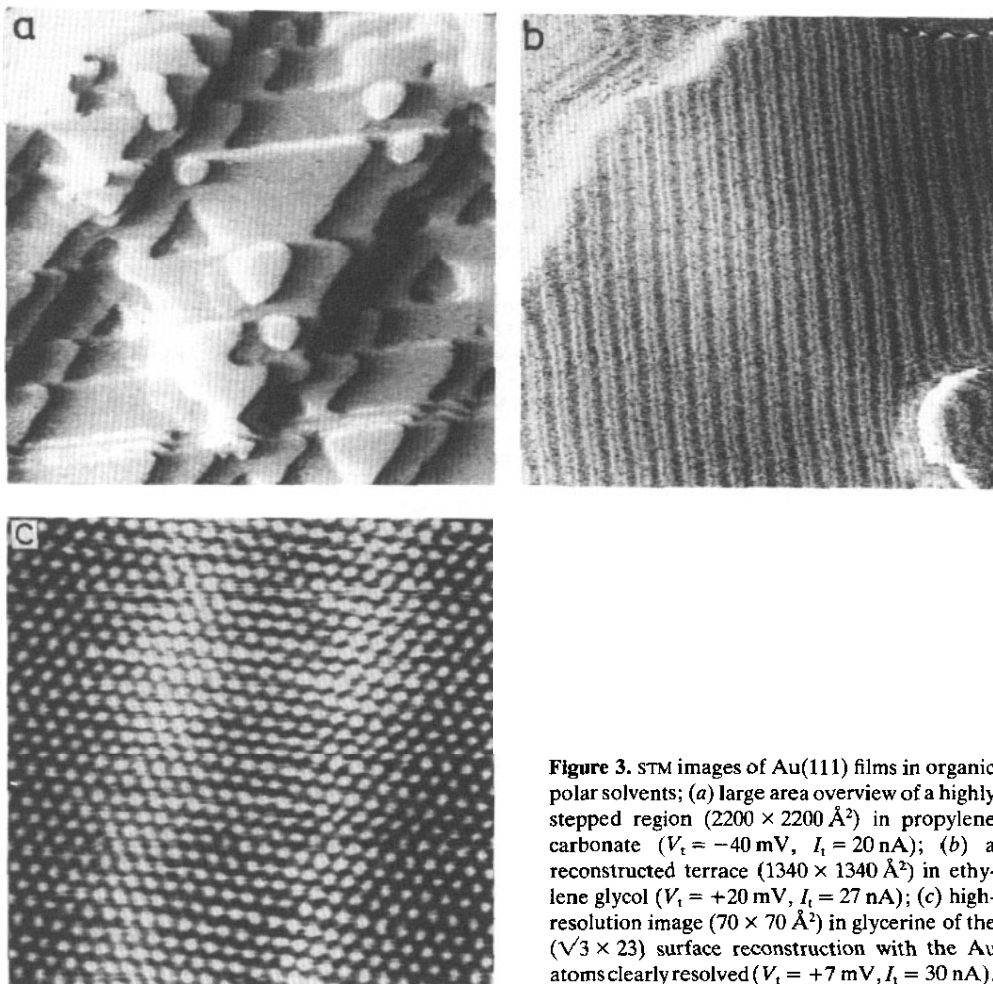 a
b
c
Figure 3. STM images of Au(111) films in organic
polar solvents; (a) large area overview of a highly
stepped region (2200 × 2200 Å²) in propylene
carbonate (Vt = −40 mV, It = 20 nA); (b) a
reconstructed terrace (1340 × 1340 Å²) in ethy-
lene glycol (Vt = +20 mV, It = 27 nA); (c) high-
resolution image (70 × 70 Å²) in glycerine of the
(√3 × 23) surface reconstruction with the Au
atoms clearly resolved (Vt = +7 mV, It = 30 nA).